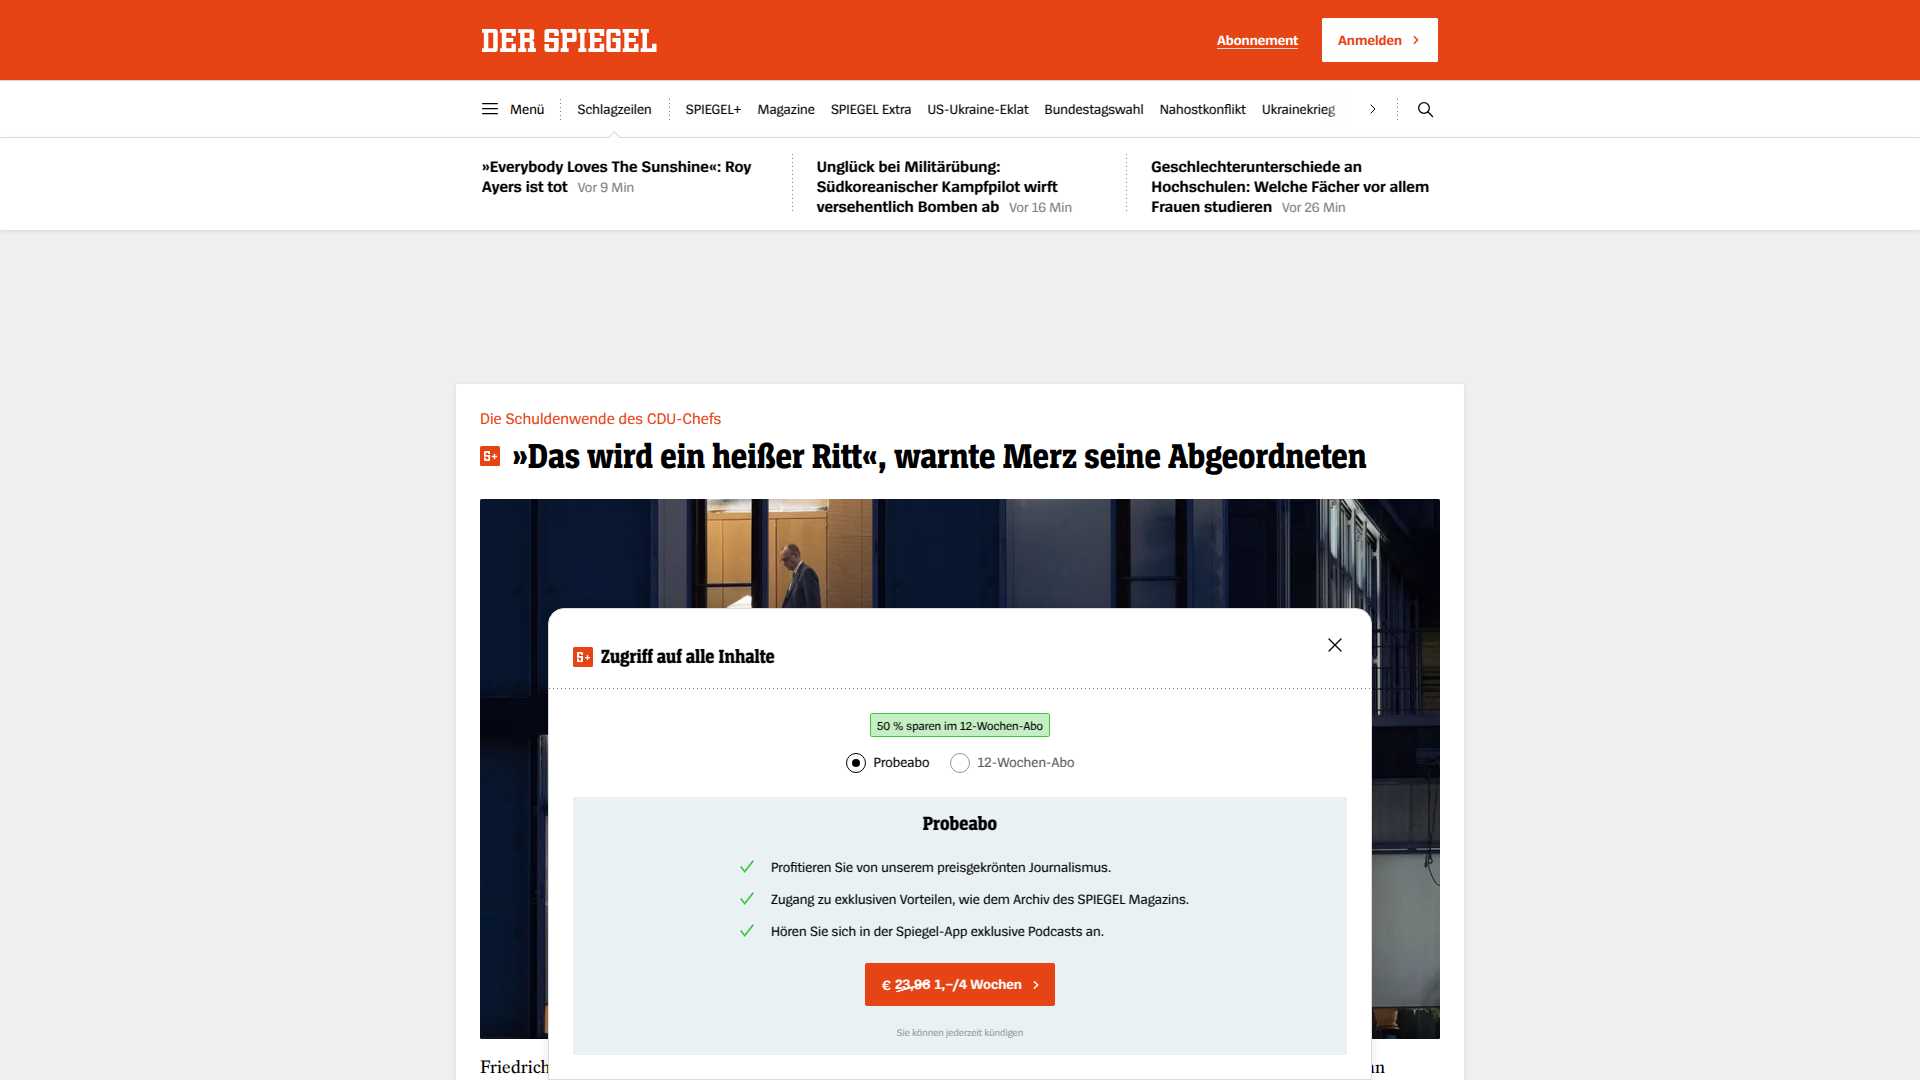 DER SPIEGEL
Abonnement
Anmelden
Menü
Schlagzeilen
SPIEGEL+
Magazine
SPIEGEL Extra
US-Ukraine-Eklat
Bundestagswahl
Nahostkonflikt
Ukrainekrieg
»Everybody Loves The Sunshine«: Roy
Ayers ist tot Vor 9 Min
Unglück bei Militärübung:
Südkoreanischer Kampfpilot wirft
versehentlich Bomben ab Vor 16 Min
Geschlechterunterschiede an
Hochschulen: Welche Fächer vor allem
Frauen studieren Vor 26 Min
Die Schuldenwende des CDU-Chefs
»Das wird ein heißer Ritt«, warnte Merz seine Abgeordneten
Zugriff auf alle Inhalte
50 % sparen im 12-Wochen-Abo
Probeabo
12-Wochen-Abo
Probeabo
Profitieren Sie von unserem preisgekrönten Journalismus.
Zugang zu exklusiven Vorteilen, wie dem Archiv des SPIEGEL Magazins.
Hören Sie sich in der Spiegel-App exklusive Podcasts an.
€ 23,96 1,–/4 Wochen
Sie können jederzeit kündigen
Friedrich